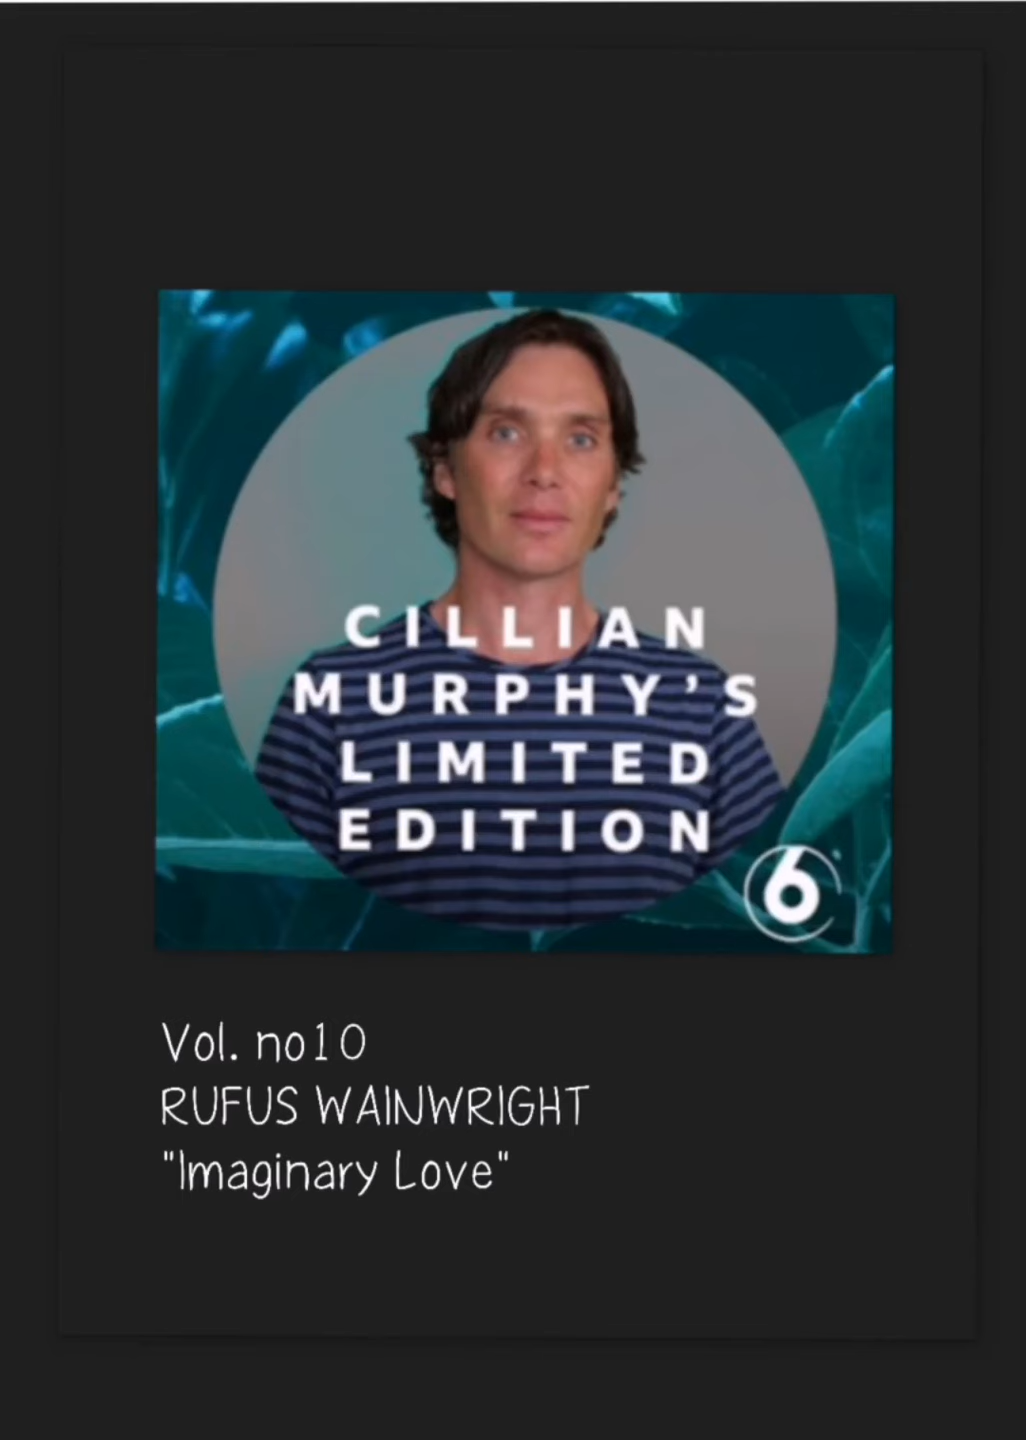 CILLIAN
MURPHY'S
LIMITED
EDITION
6
Vol. no10
RUFUS WAINWRIGHT
"Imaginary Love"